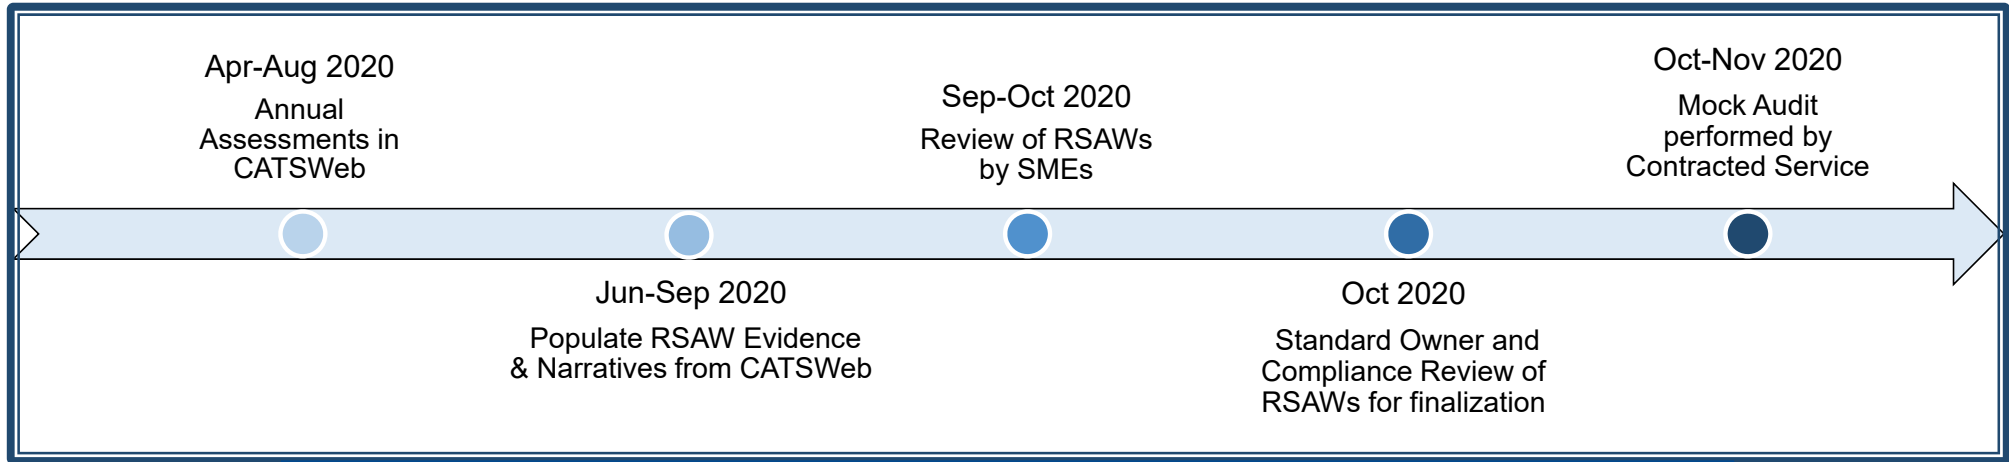 Apr-Aug 2020
Annual
Assessments in
CATSWeb
Jun-Sep 2020
Populate RSAW Evidence
& Narratives from CATSWeb
Sep-Oct 2020
Review of RSAWs
by SMEs
Oct 2020
Standard Owner and
Compliance Review of
RSAWs for finalization
Oct-Nov 2020
Mock Audit
performed by
Contracted Service